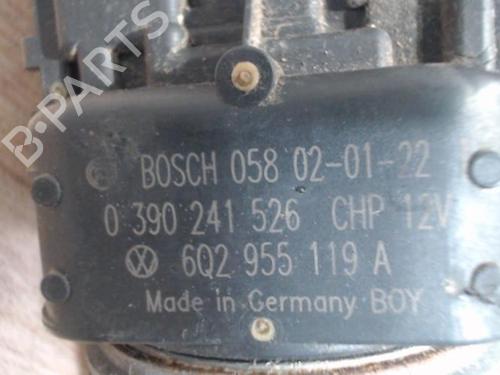 BOSCH 058 02-01-22
0 390 241 526 CHP 12V
6Q2 955 119 A
Made in Germany BOY
B-PARTS